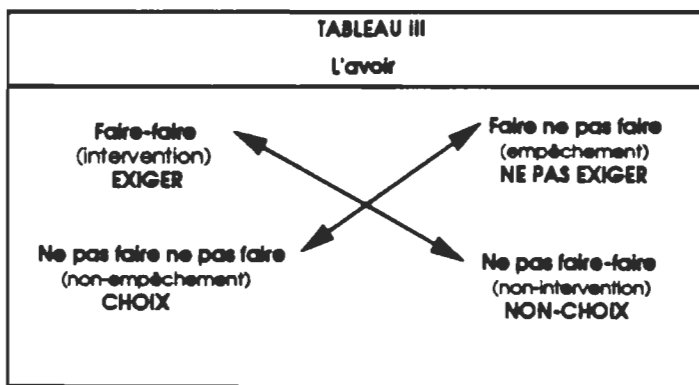 TABLEAU III
L'avoir
Faire-faire
(intervention)
EXIGER
Faire ne pas faire
(empêchement)
NE PAS EXIGER
Ne pas faire ne pas faire
(non-empêchement)
CHOIX
Ne pas faire-faire
(non-intervention)
NON-CHOIX